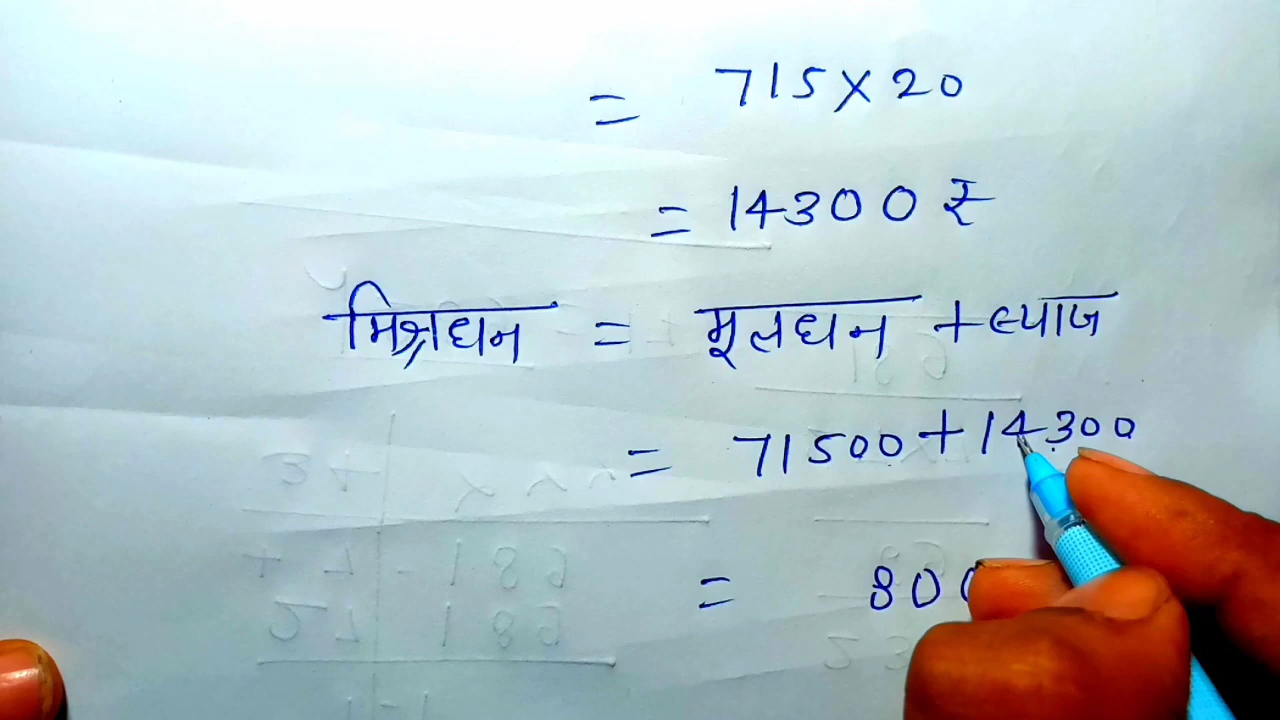 = 715 × 20
= 14300 ₹
मिश्रधन = मूलधन + ब्याज
= 71500 + 14300
= 800